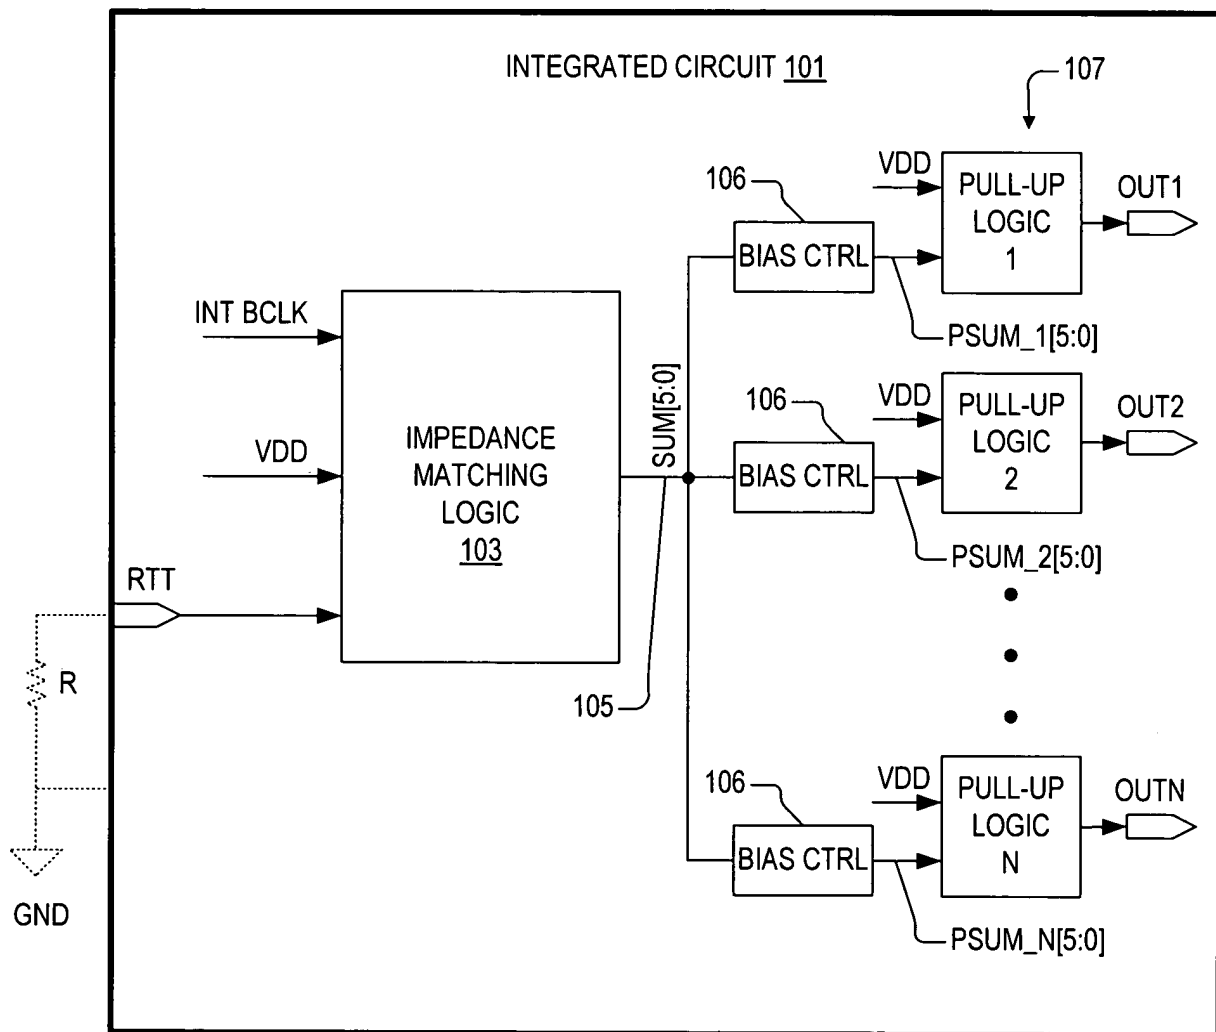 INTEGRATED CIRCUIT 101
107
106
VDD
PULL-UP
LOGIC
1
OUT1
BIAS CTRL
PSUM_1[5:0]
INT BCLK
VDD
RTT
IMPEDANCE
MATCHING
LOGIC
103
SUM[5:0]
105
106
VDD
PULL-UP
LOGIC
2
OUT2
BIAS CTRL
PSUM_2[5:0]
R
GND
106
VDD
PULL-UP
LOGIC
N
OUTN
BIAS CTRL
PSUM_N[5:0]